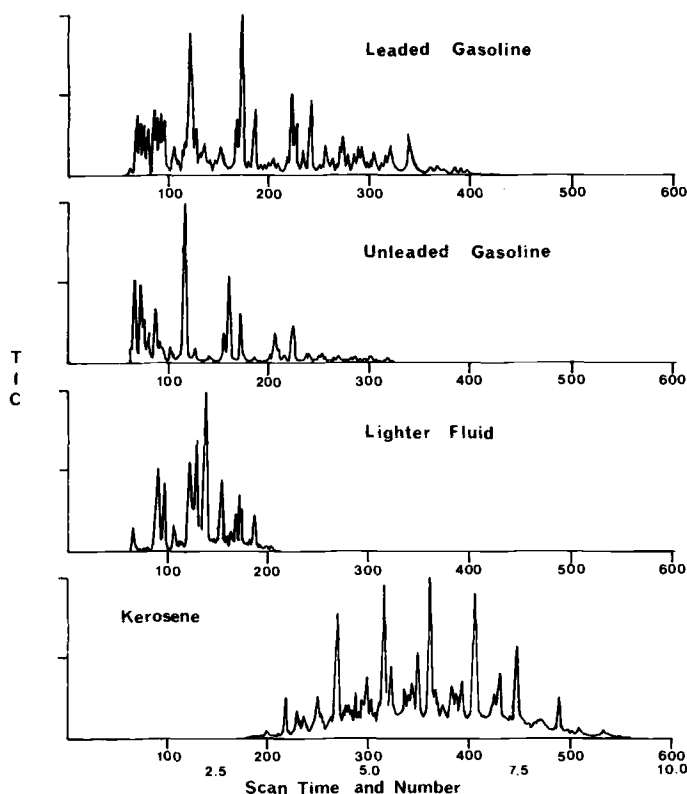 Leaded Gasoline
100 200 300 400 500 600
Unleaded Gasoline
100 200 300 400 500 600
T
I
C
Lighter Fluid
100 200 300 400 500 600
Kerosene
100 200 300 400 500 600
2.5 5.0 7.5 10.0
Scan Time and Number